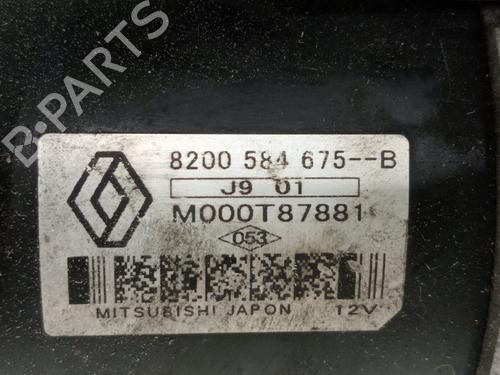 B-PARTS
8200 584 675--B
J9 01
M000T87881
053
MITSUBISHI JAPON 12V